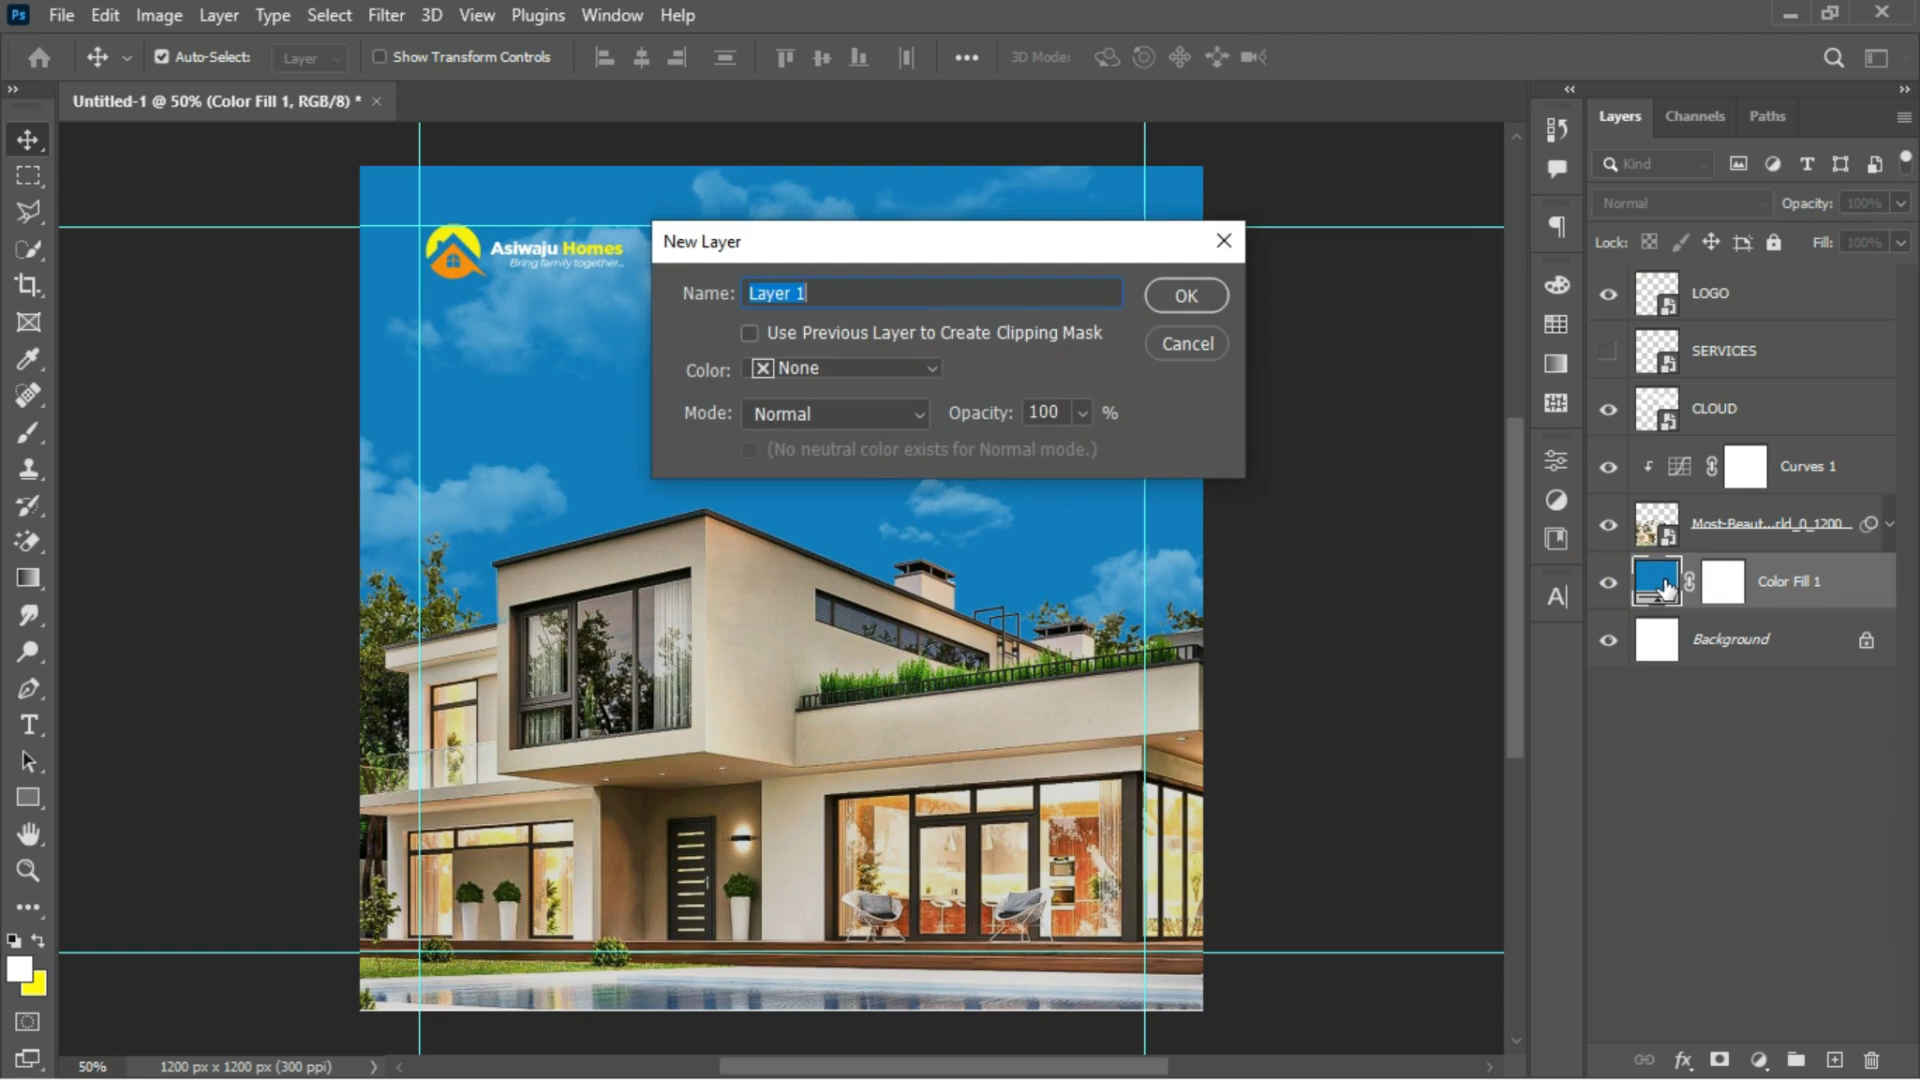 Ps File Edit Image Layer Type Select Filter 3D View Plugins Window Help
Auto-Select: Layer Show Transform Controls 3D Mode:
Untitled-1 @ 50% (Color Fill 1, RGB/8) *
Layers Channels Paths
Kind
Normal Opacity: 100%
Lock: Fill: 100%
Asiwaju Homes
Bring family together...
New Layer
Name: Layer 1
OK
Use Previous Layer to Create Clipping Mask
Cancel
Color: None
Mode: Normal Opacity: 100 %
(No neutral color exists for Normal mode.)
LOGO
SERVICES
CLOUD
Curves 1
Most-Beaut...rld_0_1200...
Color Fill 1
Background
50% 1200 px x 1200 px (300 ppi)